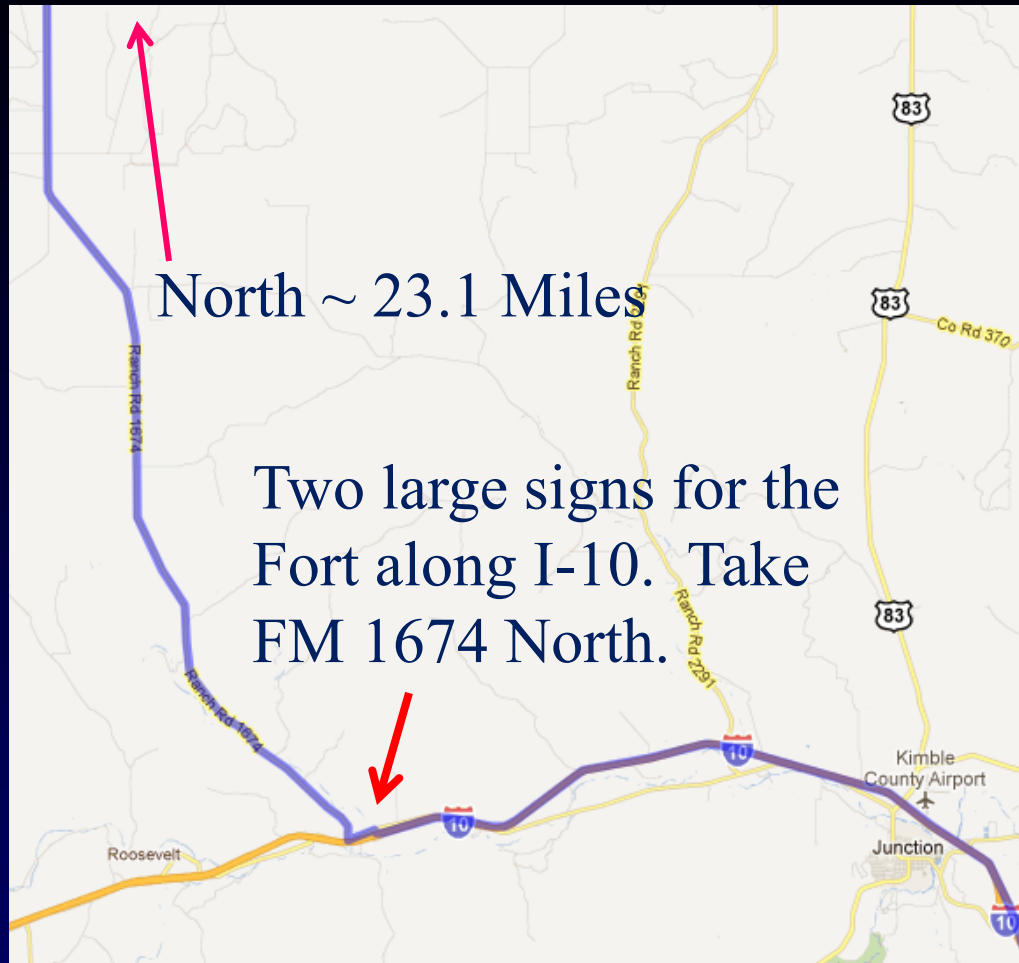 83
North ~ 23.1 Miles
83
Co Rd 370
Ranch Rd 2291
Ranch Rd 1674
Two large signs for the
Fort along I-10. Take
FM 1674 North.
83
Ranch Rd 2291
Ranch Rd 1674
10
Kimble
County Airport
10
Junction
Roosevelt
10